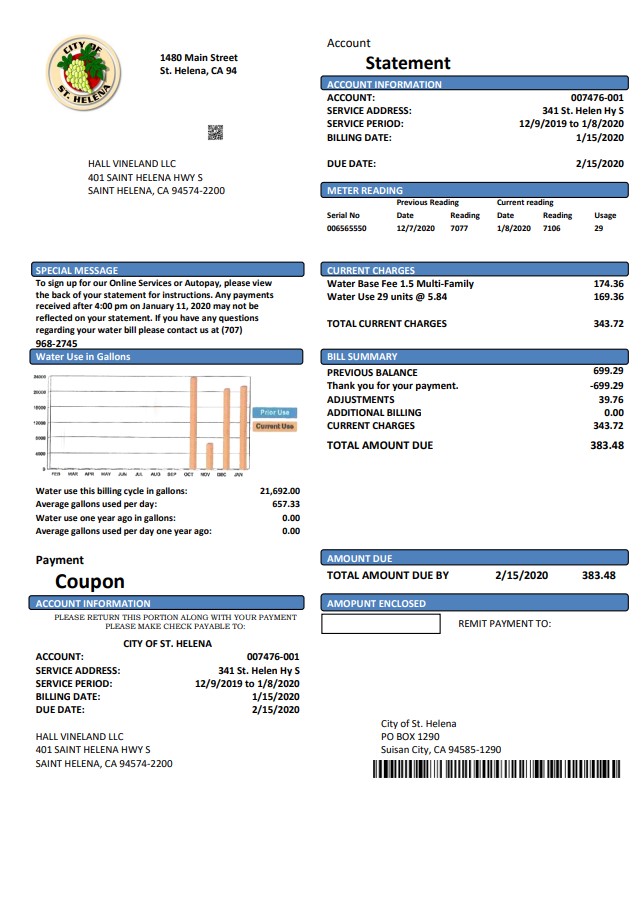 CITY OF
ST. HELENA
1480 Main Street
St. Helena, CA 94
Account
Statement
ACCOUNT INFORMATION
ACCOUNT: 007476-001
SERVICE ADDRESS: 341 St. Helen Hy S
SERVICE PERIOD: 12/9/2019 to 1/8/2020
BILLING DATE: 1/15/2020
DUE DATE: 2/15/2020
HALL VINELAND LLC
401 SAINT HELENA HWY S
SAINT HELENA, CA 94574-2200
METER READING
Previous Reading Current reading
Serial No Date Reading Date Reading Usage
006565550 12/7/2020 7077 1/8/2020 7106 29
SPECIAL MESSAGE
To sign up for our Online Services or Autopay, please view
the back of your statement for instructions. Any payments
received after 4:00 pm on January 11, 2020 may not be
reflected on your statement. If you have any questions
regarding your water bill please contact us at (707)
968-2745
CURRENT CHARGES
Water Base Fee 1.5 Multi-Family 174.36
Water Use 29 units @ 5.84 169.36
TOTAL CURRENT CHARGES 343.72
Water Use in Gallons
20000
16000
12000
8000
4000
0
FEB MAR APR MAY JUN JUL AUG SEP OCT NOV DEC JAN
Prior Use
Current Use
Water use this billing cycle in gallons: 21,692.00
Average gallons used per day: 657.33
Water use one year ago in gallons: 0.00
Average gallons used per day one year ago: 0.00
BILL SUMMARY
PREVIOUS BALANCE 699.29
Thank you for your payment. -699.29
ADJUSTMENTS 39.76
ADDITIONAL BILLING 0.00
CURRENT CHARGES 343.72
TOTAL AMOUNT DUE 383.48
Payment
Coupon
ACCOUNT INFORMATION
PLEASE RETURN THIS PORTION ALONG WITH YOUR PAYMENT
PLEASE MAKE CHECK PAYABLE TO:
CITY OF ST. HELENA
ACCOUNT: 007476-001
SERVICE ADDRESS: 341 St. Helen Hy S
SERVICE PERIOD: 12/9/2019 to 1/8/2020
BILLING DATE: 1/15/2020
DUE DATE: 2/15/2020
HALL VINELAND LLC
401 SAINT HELENA HWY S
SAINT HELENA, CA 94574-2200
AMOUNT DUE
TOTAL AMOUNT DUE BY 2/15/2020 383.48
AMOPUNT ENCLOSED
REMIT PAYMENT TO:
City of St. Helena
PO BOX 1290
Suisan City, CA 94585-1290